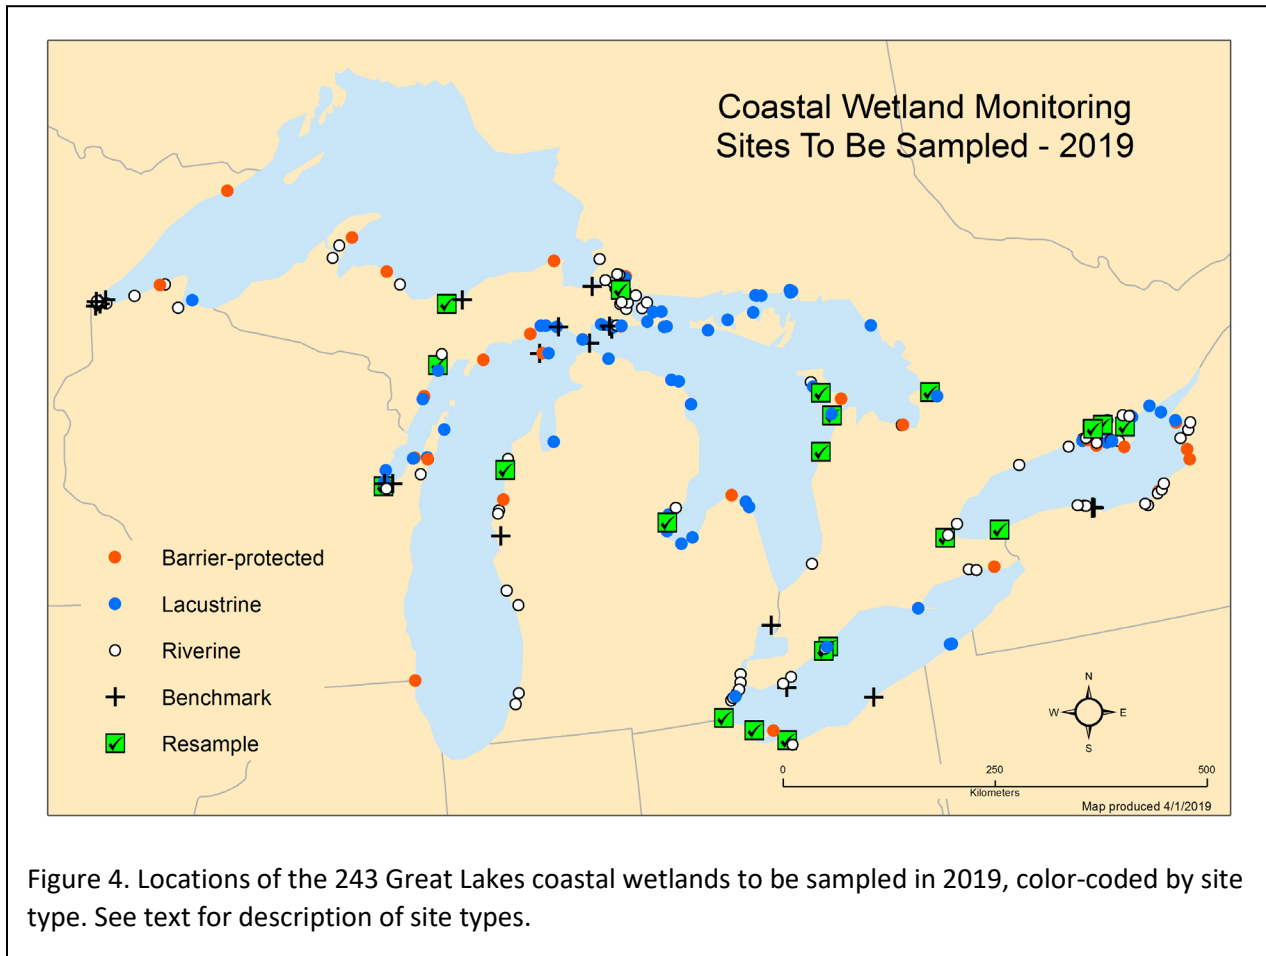 Coastal Wetland Monitoring
Sites To Be Sampled - 2019
Barrier-protected
Lacustrine
Riverine
Benchmark
Resample
N
W
E
S
0
250
500
Kilometers
Map produced 4/1/2019
Figure 4. Locations of the 243 Great Lakes coastal wetlands to be sampled in 2019, color-coded by site
type. See text for description of site types.